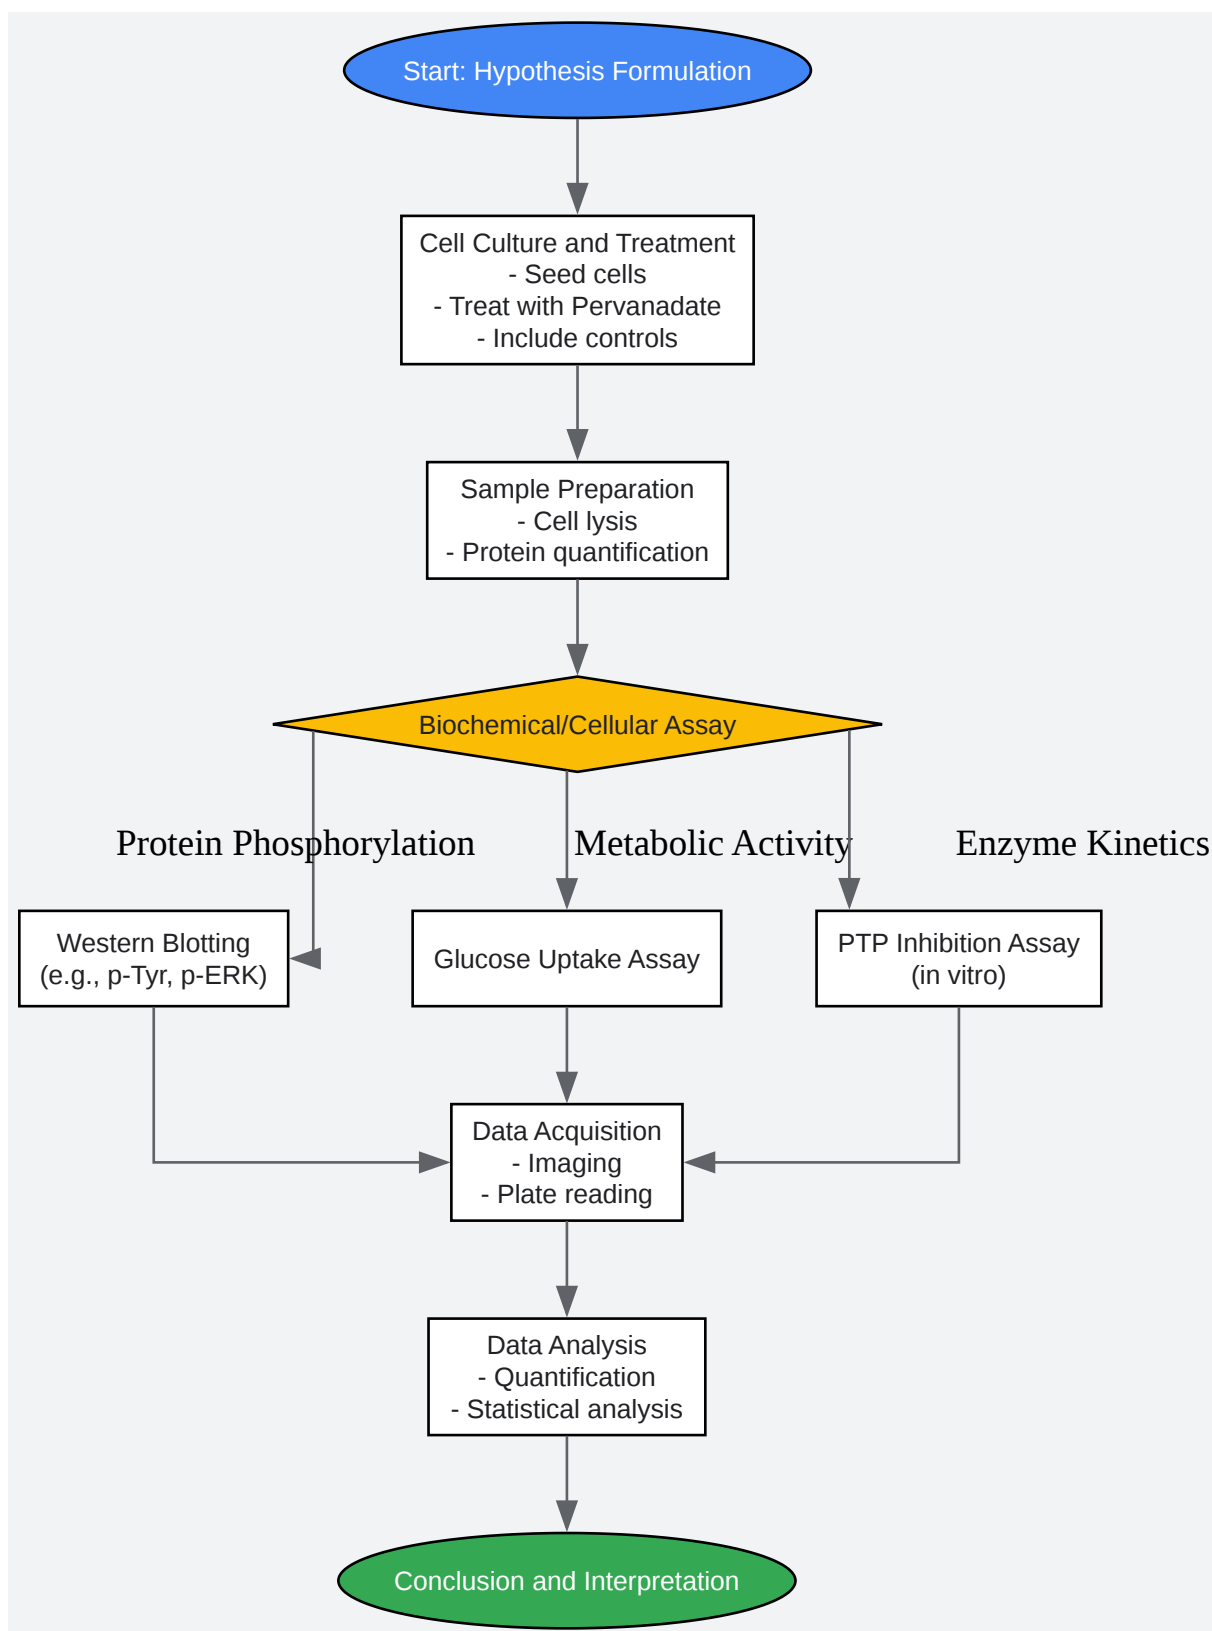 Start: Hypothesis Formulation
Cell Culture and Treatment
- Seed cells
- Treat with Pervanadate
- Include controls
Sample Preparation
- Cell lysis
- Protein quantification
Biochemical/Cellular Assay
Protein Phosphorylation
Metabolic Activity
Enzyme Kinetics
Western Blotting
(e.g., p-Tyr, p-ERK)
Glucose Uptake Assay
PTP Inhibition Assay
(in vitro)
Data Acquisition
- Imaging
- Plate reading
Data Analysis
- Quantification
- Statistical analysis
Conclusion and Interpretation